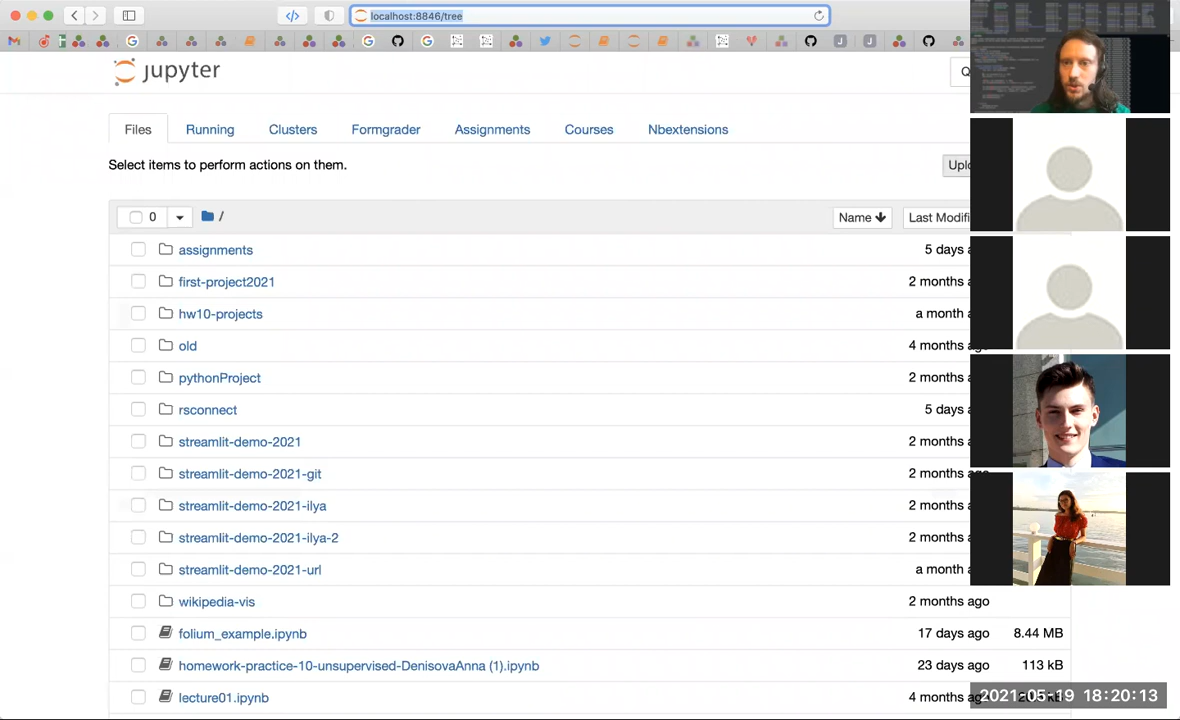 localhost:8846/tree
jupyter
Q
Files Running Clusters Formgrader Assignments Courses Nbextensions
Select items to perform actions on them.
Uplo
0 / Name Last Modifi
assignments 5 days
first-project2021 2 months
hw10-projects a month
old 4 months ago
pythonProject 2 months
rsconnect 5 days
streamlit-demo-2021 2 months
streamlit-demo-2021-git 2 months ago
streamlit-demo-2021-ilya 2 months
streamlit-demo-2021-ilya-2 2 months
streamlit-demo-2021-url a month
wikipedia-vis 2 months ago
folium_example.ipynb 17 days ago 8.44 MB
homework-practice-10-unsupervised-DenisovaAnna (1).ipynb 23 days ago 113 kB
lecture01.ipynb 4 months
2021-05-19 18:20:13